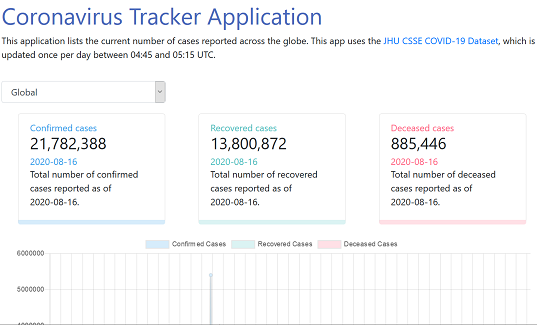 Coronavirus Tracker Application
This application lists the current number of cases reported across the globe. This app uses the JHU CSSE COVID-19 Dataset, which is
updated once per day between 04:45 and 05:15 UTC.
Global
Confirmed cases
21,782,388
2020-08-16
Total number of confirmed
cases reported as of
2020-08-16.
Recovered cases
13,800,872
2020-08-16
Total number of recovered
cases reported as of
2020-08-16.
Deceased cases
885,446
2020-08-16
Total number of deceased
cases reported as of
2020-08-16.
Confirmed Cases Recovered Cases Deceased Cases
6000000
5000000
4000000